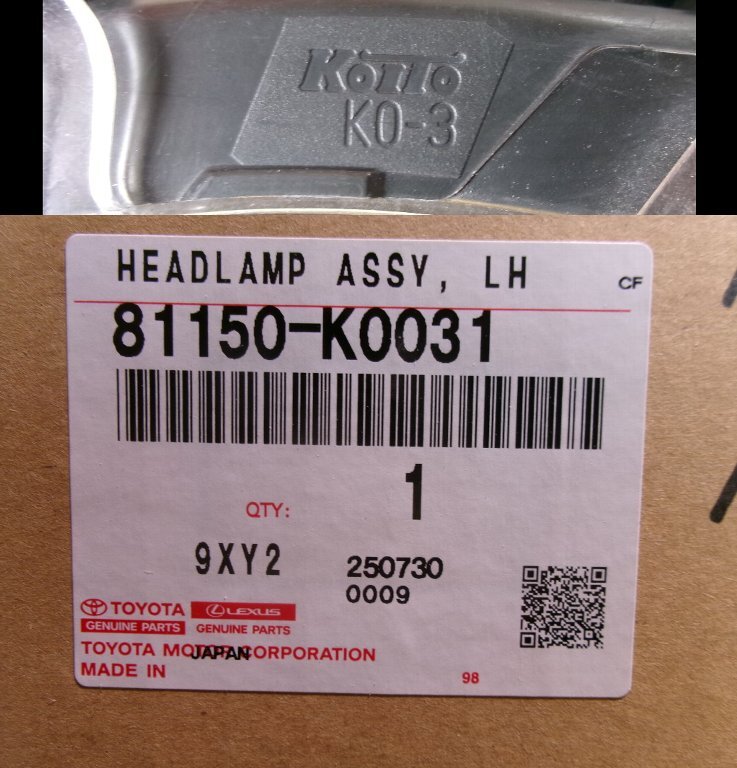 KOITO
KO-3
HEADLAMP ASSY, LH
CF
81150-K0031
QTY: 1
9XY2 250730
0009
TOYOTA LEXUS
GENUINE PARTS GENUINE PARTS
TOYOTA MOTOR CORPORATION
JAPAN
MADE IN
98